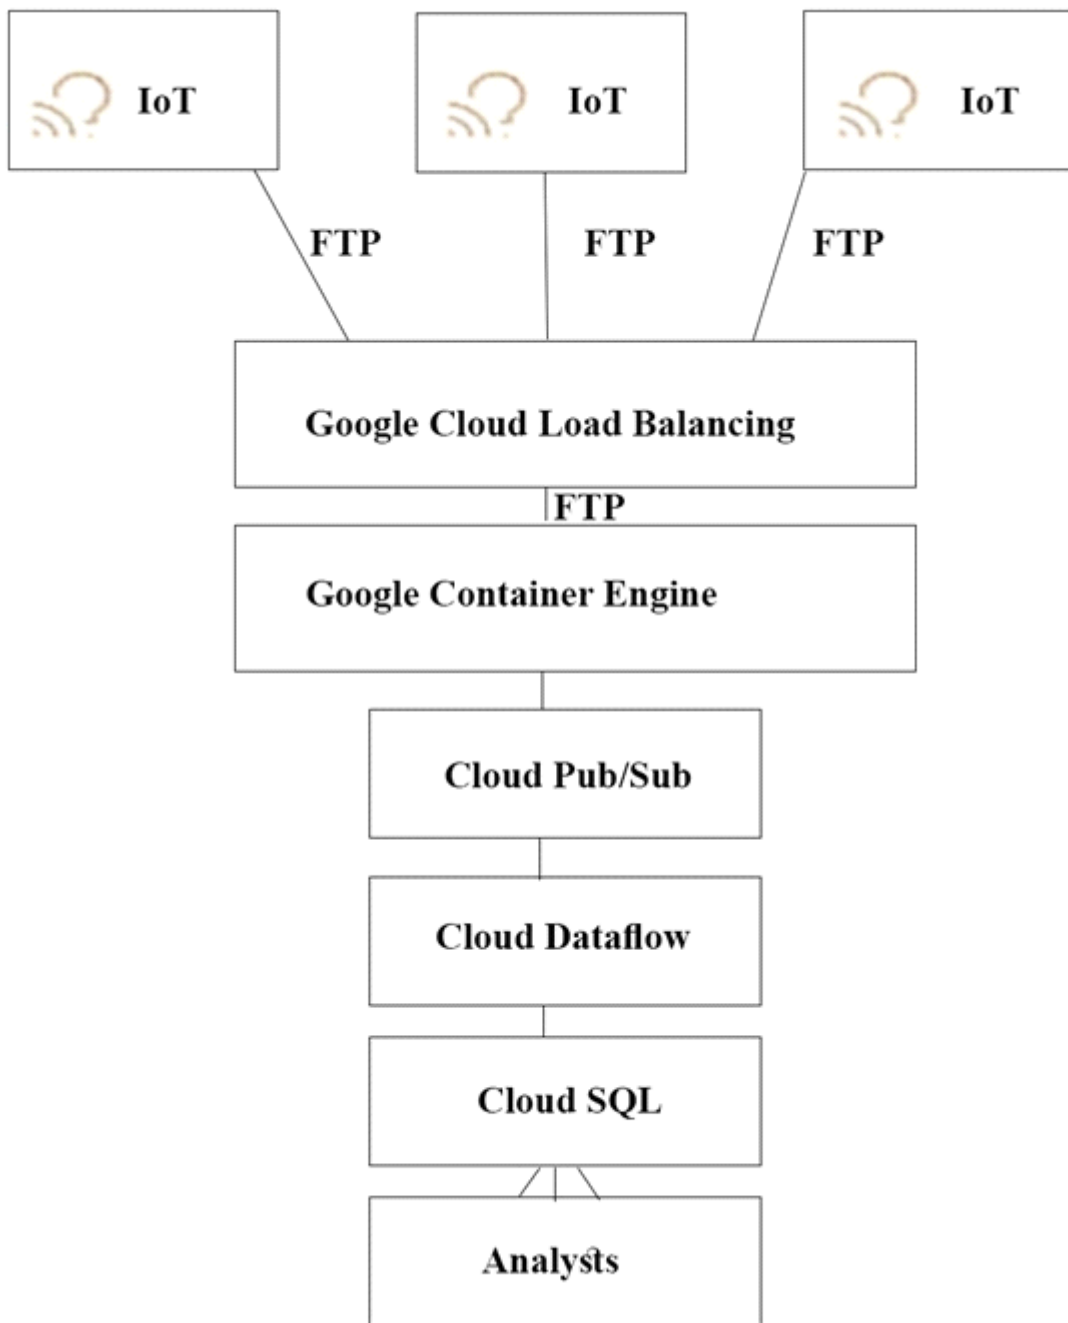 IoT
IoT
IoT
FTP
FTP
FTP
Google Cloud Load Balancing
FTP
Google Container Engine
Cloud Pub/Sub
Cloud Dataflow
Cloud SQL
Analysts